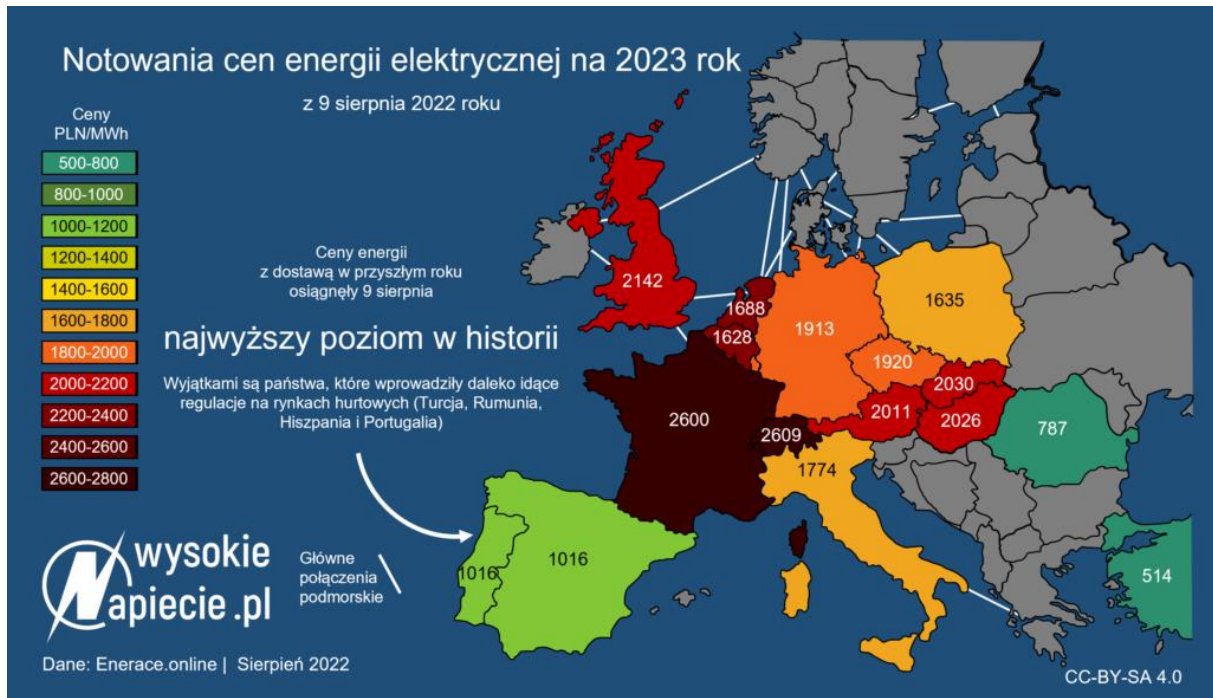 Notowania cen energii elektrycznej na 2023 rok
z 9 sierpnia 2022 roku
Ceny
PLN/MWh
500-800
800-1000
1000-1200
1200-1400
1400-1600
1600-1800
1800-2000
2000-2200
2200-2400
2400-2600
2600-2800
Ceny energii
z dostawą w przyszłym roku
osiągnęły 9 sierpnia
najwyższy poziom w historii
Wyjątkami są państwa, które wprowadziły daleko idące
regulacje na rynkach hurtowych (Turcja, Rumunia,
Hiszpania i Portugalia)
2142
1688
1628
1913
1635
1920
2030
2011
2026
787
2600
2609
1774
1016
1016
514
wysokie
Napiecie.pl
Główne
połączenia
podmorskie
Dane: Enerace.online | Sierpień 2022
CC-BY-SA 4.0